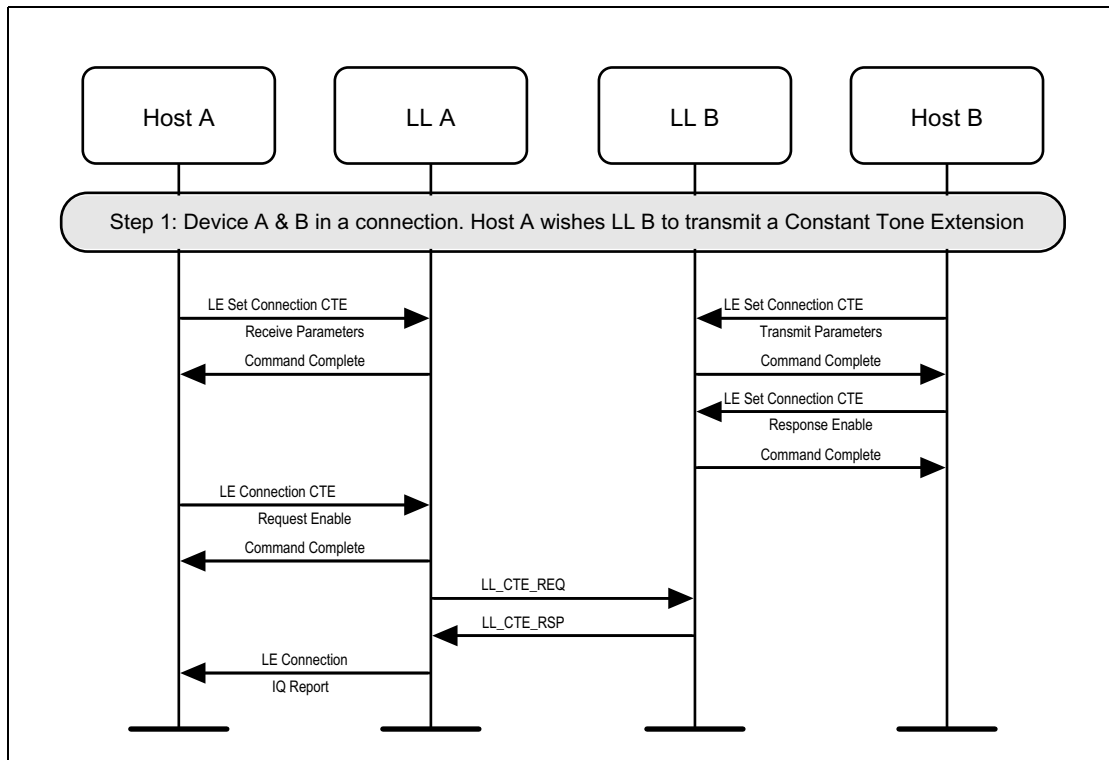 Host A
LL A
LL B
Host B
Step 1: Device A & B in a connection. Host A wishes LL B to transmit a Constant Tone Extension
LE Set Connection CTE
Receive Parameters
LE Set Connection CTE
Transmit Parameters
Command Complete
Command Complete
LE Set Connection CTE
Response Enable
Command Complete
LE Connection CTE
Request Enable
Command Complete
LL_CTE_REQ
LL_CTE_RSP
LE Connection
IQ Report